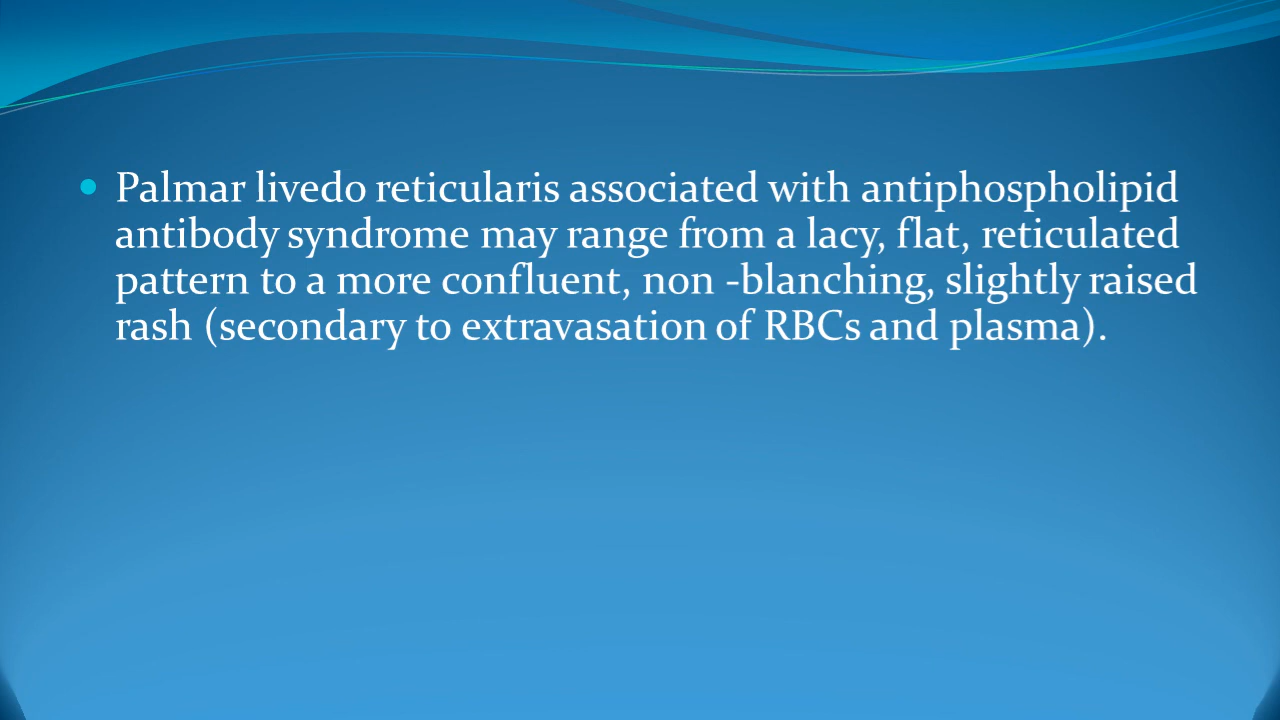 Palmar livedo reticularis associated with antiphospholipid
antibody syndrome may range from a lacy, flat, reticulated
pattern to a more confluent, non -blanching, slightly raised
rash (secondary to extravasation of RBCs and plasma).